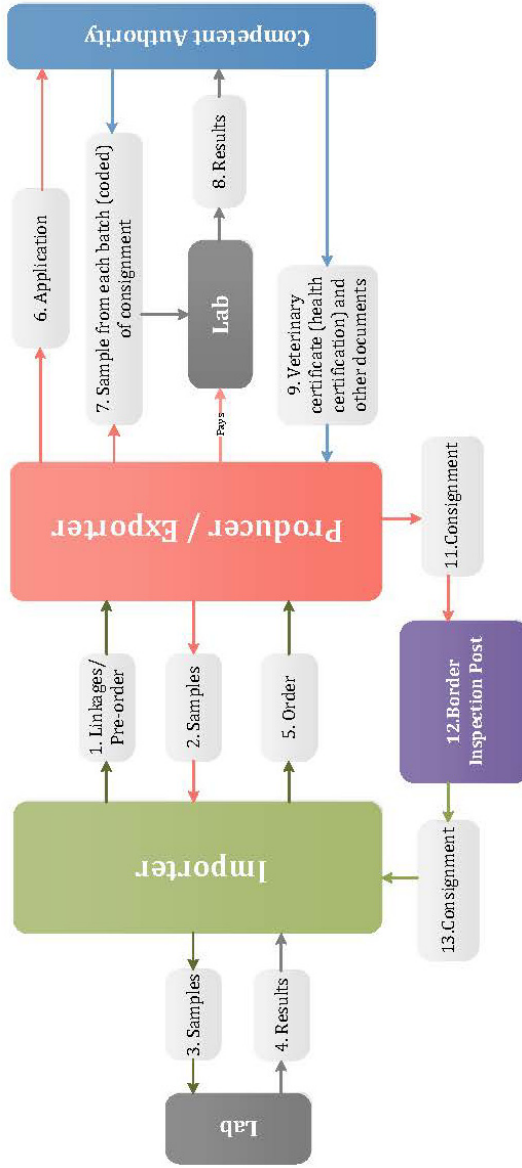 Lab
3. Samples
4. Results
Importer
1. Linkages/
Pre-order
2. Samples
5. Order
Producer / Exporter
6. Application
7. Sample from each batch (coded)
of consignment
Pays
Lab
8. Results
9. Veterinary
certificate (health
certification) and
other documents
Competent Authority
11.Consignment
12.Border
Inspection Post
13.Consignment